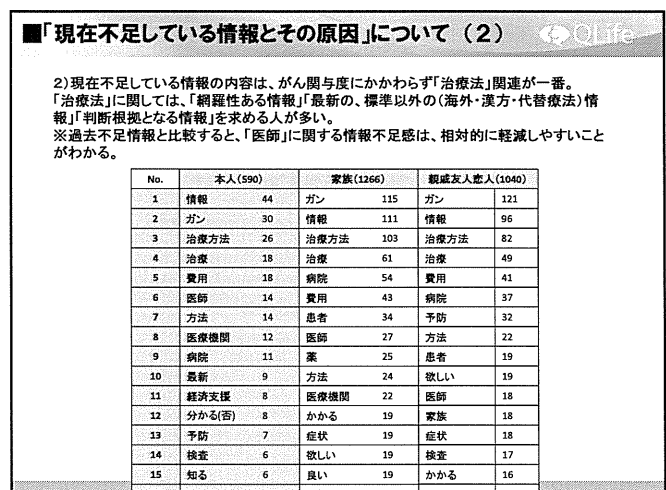 ■「現在不足している情報とその原因」について（２）
QLife
2)現在不足している情報の内容は、がん関与度にかかわらず「治療法」関連が一番。
「治療法」に関しては、「網羅性ある情報」「最新の、標準以外の(海外・漢方・代替療法)情
報」「判断根拠となる情報」を求める人が多い。
※過去不足情報と比較すると、「医師」に関する情報不足感は、相対的に軽減しやすいこと
がわかる。
No. 本人(590) 家族(1266) 親戚友人恋人(1040)
1 情報 44 ガン 115 ガン 121
2 ガン 30 情報 111 情報 96
3 治療方法 26 治療方法 103 治療方法 82
4 治療 18 治療 61 治療 49
5 費用 18 病院 54 費用 41
6 医師 14 費用 43 病院 37
7 方法 14 患者 34 予防 32
8 医療機関 12 医師 27 方法 22
9 病院 11 薬 25 患者 19
10 最新 9 方法 24 欲しい 19
11 経済支援 8 医療機関 22 医師 18
12 分かる(否) 8 かかる 19 家族 18
13 予防 7 症状 19 症状 18
14 検査 6 欲しい 19 検査 17
15 知る 6 良い 19 かかる 16